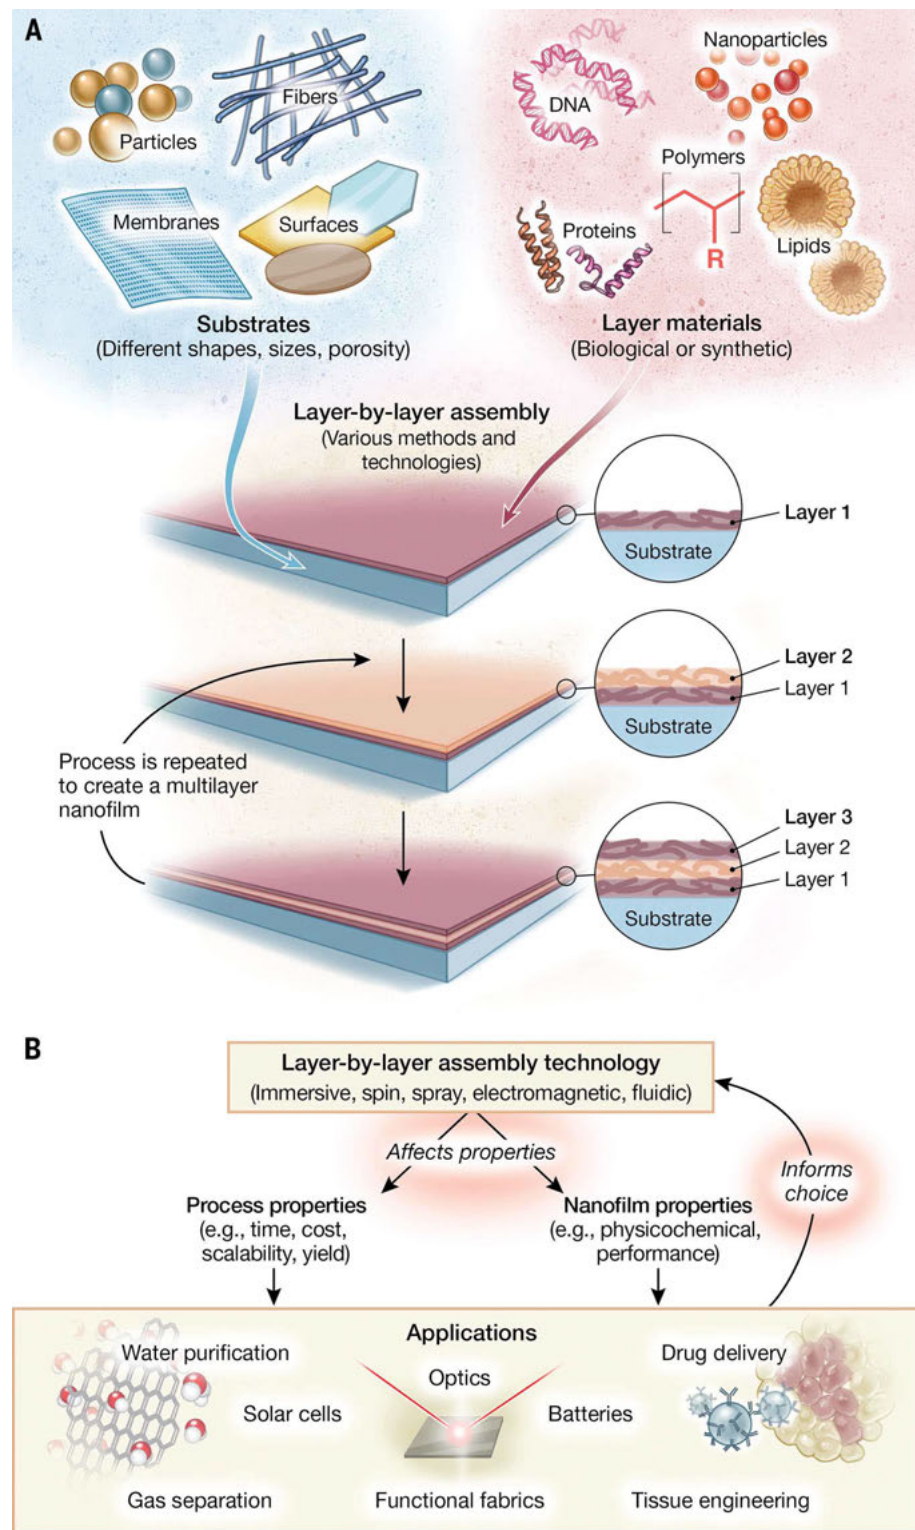 A
Particles
Fibers
Membranes
Surfaces
Substrates
(Different shapes, sizes, porosity)
DNA
Nanoparticles
Polymers
R
Proteins
Lipids
Layer materials
(Biological or synthetic)
Layer-by-layer assembly
(Various methods and
technologies)
Layer 1
Substrate
Layer 2
Layer 1
Substrate
Process is repeated
to create a multilayer
nanofilm
Layer 3
Layer 2
Layer 1
Substrate
B
Layer-by-layer assembly technology
(Immersive, spin, spray, electromagnetic, fluidic)
Affects properties
Informs
choice
Process properties
(e.g., time, cost,
scalability, yield)
Nanofilm properties
(e.g., physicochemical,
performance)
Applications
Water purification
Optics
Drug delivery
Solar cells
Batteries
Gas separation
Functional fabrics
Tissue engineering